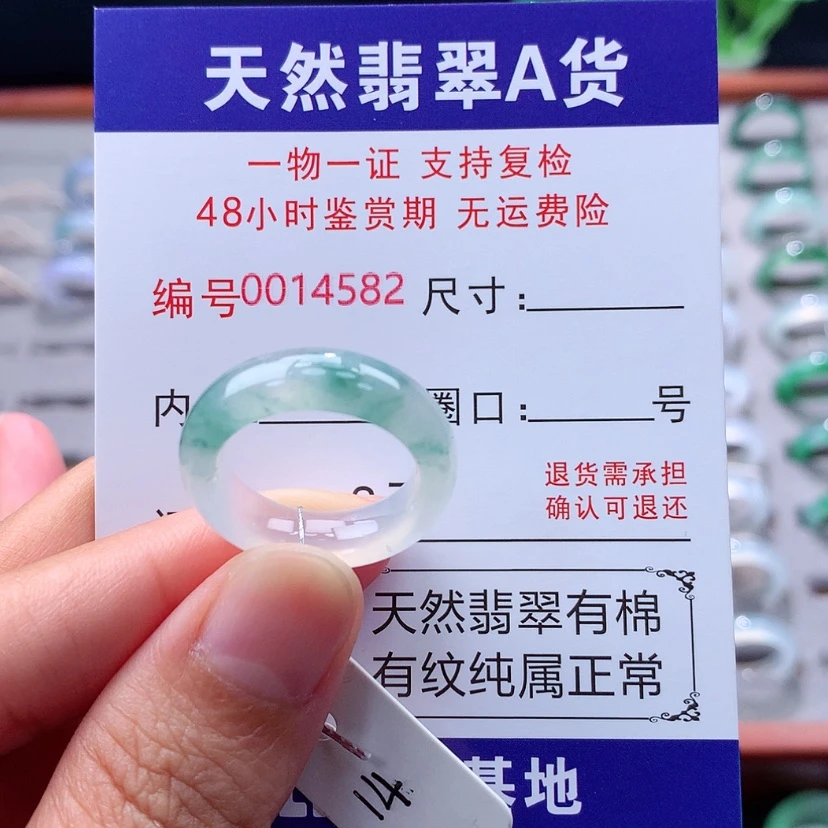 天然翡翠A货
一物一证 支持复检
48小时鉴赏期 无运费险
编号0014582 尺寸:
内 圈口: 号
退货需承担
确认可退还
天然翡翠有棉
有纹纯属正常
基地
14